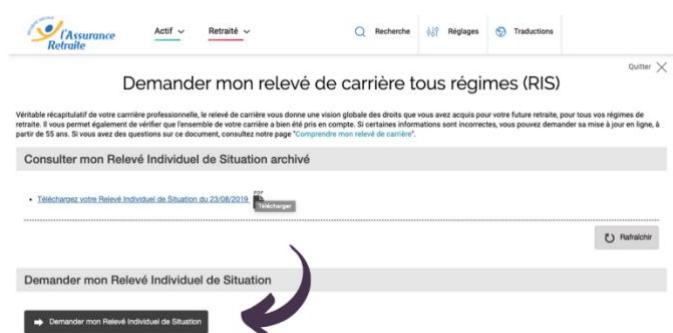 l'Assurance
Retraite
Actif
Retraité
Recherche
Réglages
Traductions
Quitter
Demander mon relevé de carrière tous régimes (RIS)
Véritable récapitulatif de votre carrière professionnelle, le relevé de carrière vous donne une vision globale des droits que vous avez acquis pour votre future retraite, pour tous vos régimes de
retraite. Il vous permet également de vérifier que l'ensemble de votre carrière a bien été pris en compte. Si certaines informations sont incorrectes, vous pouvez demander sa mise à jour en ligne, à
partir de 55 ans. Si vous avez des questions sur ce document, consultez notre page "Comprendre mon relevé de carrière".
Consulter mon Relevé Individuel de Situation archivé
Téléchargez votre Relevé Individuel de Situation du 23/08/2019
PDF
Télécharger
Rafraîchir
Demander mon Relevé Individuel de Situation
Demander mon Relevé Individuel de Situation